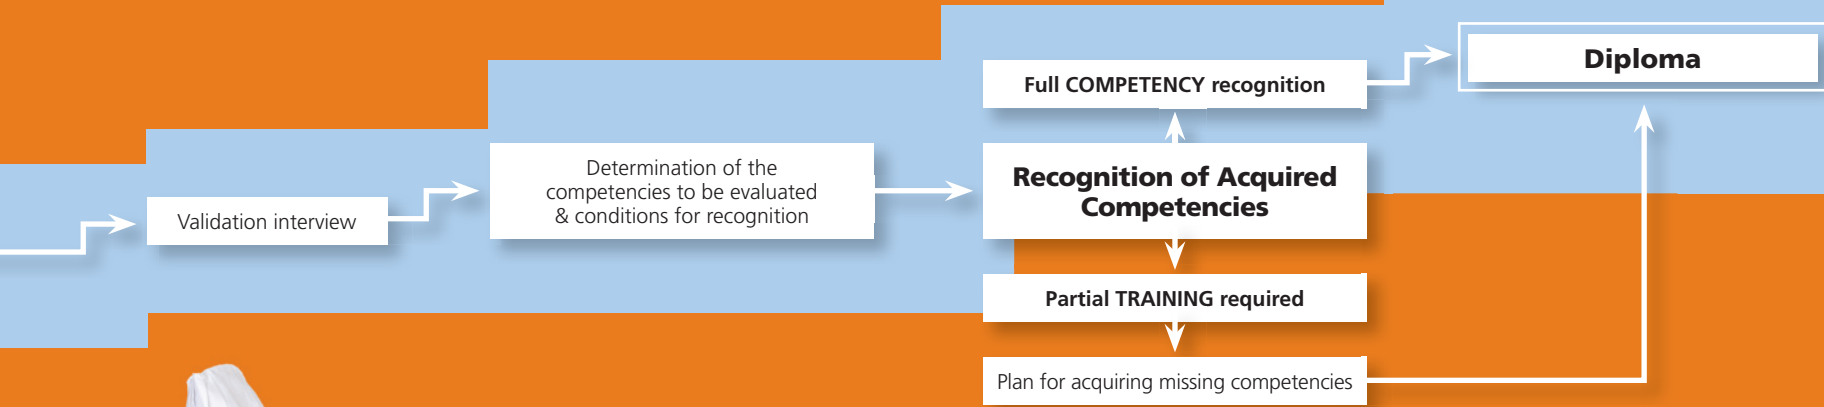 Validation interview
Determination of the
competencies to be evaluated
& conditions for recognition
Full COMPETENCY recognition
Recognition of Acquired
Competencies
Partial TRAINING required
Plan for acquiring missing competencies
Diploma